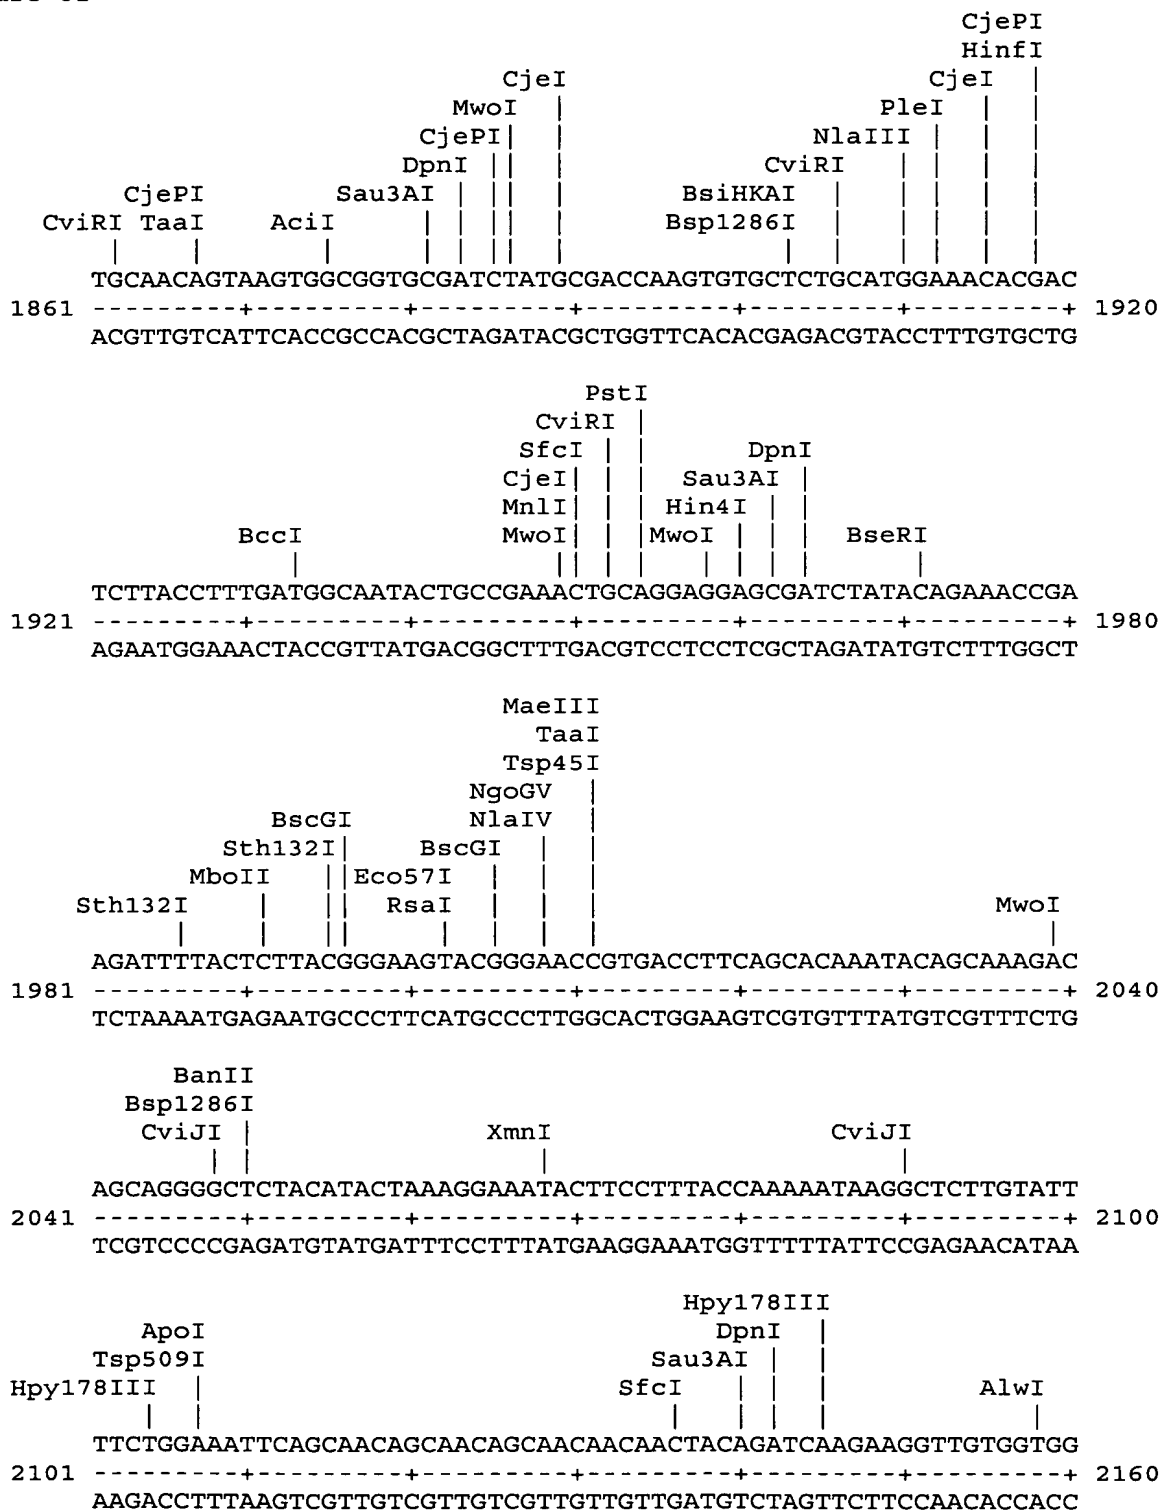 CjePI
HinfI
CjeI CjeI |
MwoI | PleI | |
CjePI| | NlaIII | | |
DpnI || | CviRI | | | |
CjePI Sau3AI | || | BsiHKAI | | | | |
CviRI TaaI AciI | | || | Bsp1286I | | | | |
| | | | | || | | | | | | |
TGCAACAGTAAGTGGCGGTGCGATCTATGCGACCAAGTGTGCTCTGCATGGAAACACGAC
1861 ---------+---------+---------+---------+---------+---------+ 1920
ACGTTGTCATTCACCGCCACGCTAGATACGCTGGTTCACACGAGACGTACCTTTGTGCTG
PstI
CviRI |
SfcI | | DpnI
CjeI| | | Sau3AI |
MnlI| | | Hin4I | |
BccI MwoI| | |MwoI | | | BseRI
| || | | | | | | |
TCTTACCTTTGATGGCAATACTGCCGAAACTGCAGGAGGAGCGATCTATACAGAAACCGA
1921 ---------+---------+---------+---------+---------+---------+ 1980
AGAATGGAAACTACCGTTATGACGGCTTTGACGTCCTCCTCGCTAGATATGTCTTTGGCT
MaeIII
TaaI
Tsp45I
NgoGV |
BscGI NlaIV |
Sth132I| BscGI | |
MboII || Eco57I | | |
Sth132I | || RsaI | | | MwoI
| | || | | | | |
AGATTTTACTCTTACGGGAAGTACGGGAACCGTGACCTTCAGCACAAATACAGCAAAGAC
1981 ---------+---------+---------+---------+---------+---------+ 2040
TCTAAAATGAGAATGCCCTTCATGCCCTTGGCACTGGAAGTCGTGTTTATGTCGTTTCTG
BanII
Bsp1286I
CviJI | XmnI CviJI
| | | |
AGCAGGGGCTCTACATACTAAAGGAAATACTTCCTTTACCAAAAATAAGGCTCTTGTATT
2041 ---------+---------+---------+---------+---------+---------+ 2100
TCGTCCCCGAGATGTATGATTTCCTTTATGAAGGAAATGGTTTTTATTCCGAGAACATAA
Hpy178III
ApoI DpnI |
Tsp509I Sau3AI | |
Hpy178III | SfcI | | | AlwI
| | | | | | |
TTCTGGAAATTCAGCAACAGCAACAGCAACAACAACTACAGATCAAGAAGGTTGTGGTGG
2101 ---------+---------+---------+---------+---------+---------+ 2160
AAGACCTTTAAGTCGTTGTCGTTGTCGTTGTTGTTGATGTCTAGTTCTTCCAACACCACC